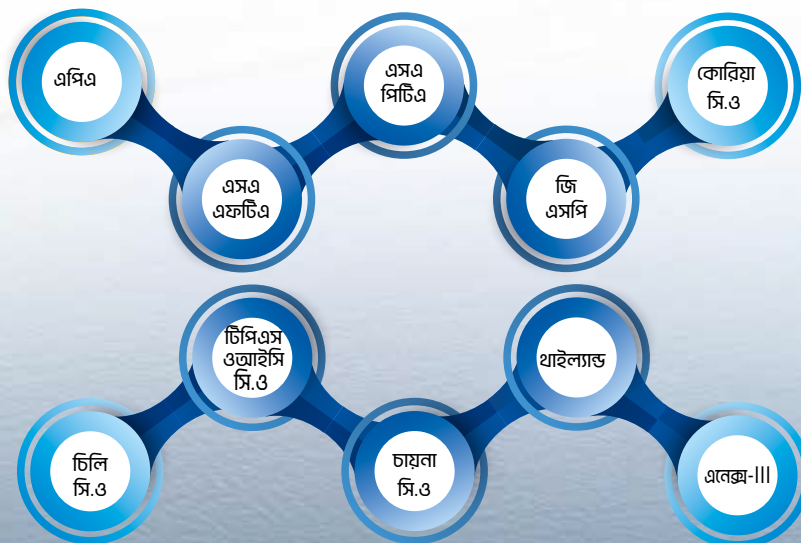 এপিএ
এসএ
এফটিএ
এসএ
পিটিএ
জি
এসপি
কোরিয়া
সি.ও
চিলি
সি.ও
টিপিএস
ওআইসি
সি.ও
চায়না
সি.ও
থাইল্যান্ড
এনেক্স-III